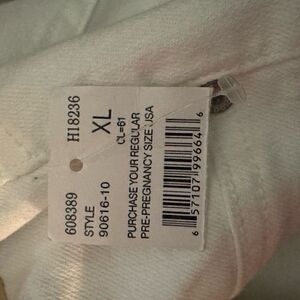 608389 H18236
STYLE XL
90616-10 CL=61
PURCHASE YOUR REGULAR
PRE-PREGNANCY SIZE USA
6 57107 99664 6